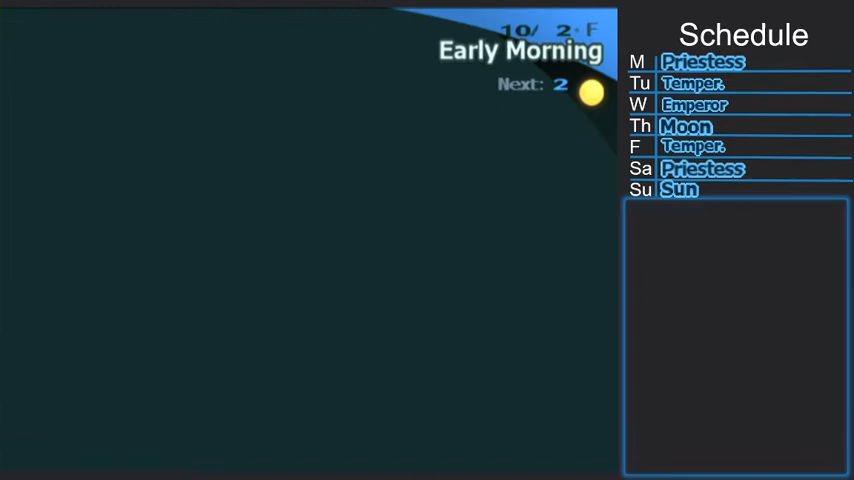 10/ 2・F
Early Morning
Next: 2
Schedule
M Priestess
Tu Temper.
W Emperor
Th Moon
F Temper.
Sa Priestess
Su Sun